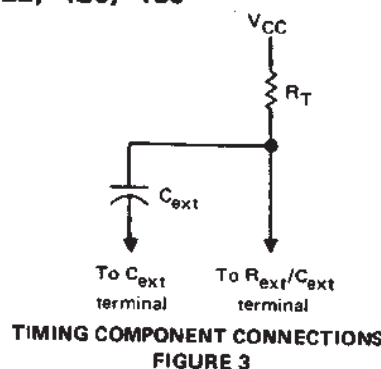 VCC
RT
Cext
To Cext
terminal
To Rext/Cext
terminal
TIMING COMPONENT CONNECTIONS
FIGURE 3